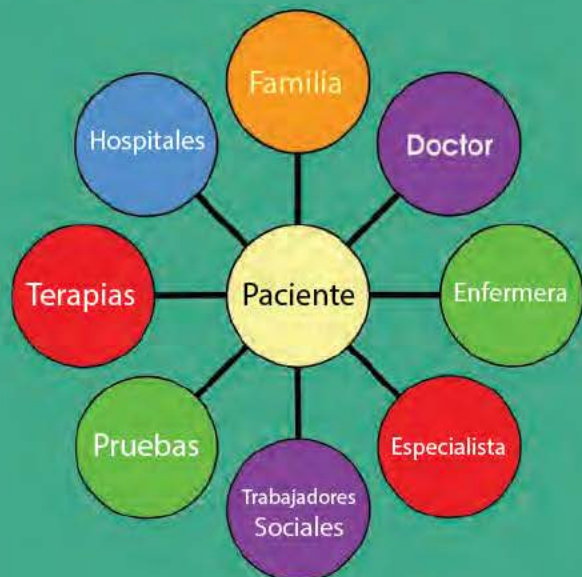 Familia
Doctor
Enfermera
Especialista
Trabajadores
Sociales
Pruebas
Terapias
Hospitales
Paciente